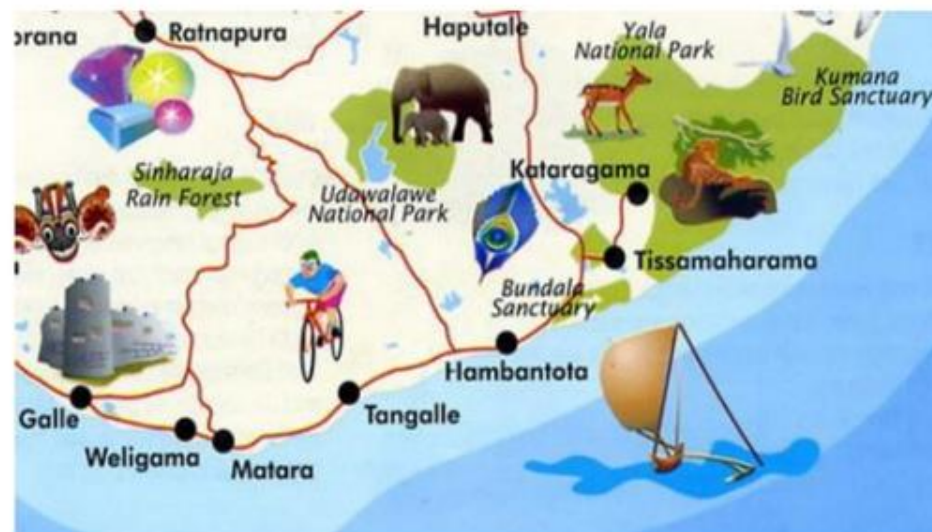 orana
Ratnapura
Haputale
Yala
National Park
Kumana
Bird Sanctuary
Sinharaja
Rain Forest
Udawalawe
National Park
Kataragama
Tissamaharama
Bundala
Sanctuary
Hambantota
Galle
Tangalle
Weligama
Matara